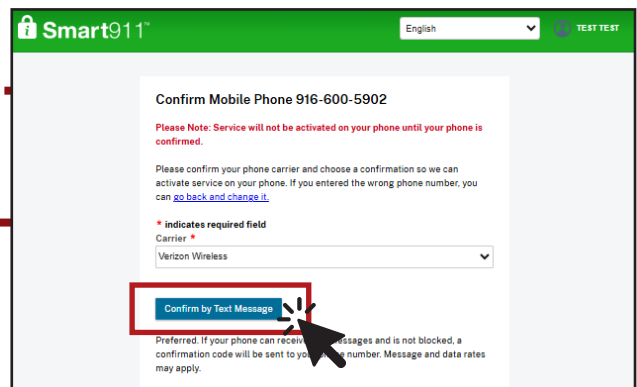 Smart911™
English
TEST TEST
Confirm Mobile Phone 916-600-5902
Please Note: Service will not be activated on your phone until your phone is
confirmed.
Please confirm your phone carrier and choose a confirmation so we can
activate service on your phone. If you entered the wrong phone number, you
can go back and change it.
* indicates required field
Carrier *
Verizon Wireless
Confirm by Text Message
Preferred. If your phone can receive messages and is not blocked, a
confirmation code will be sent to number. Message and data rates
may apply.